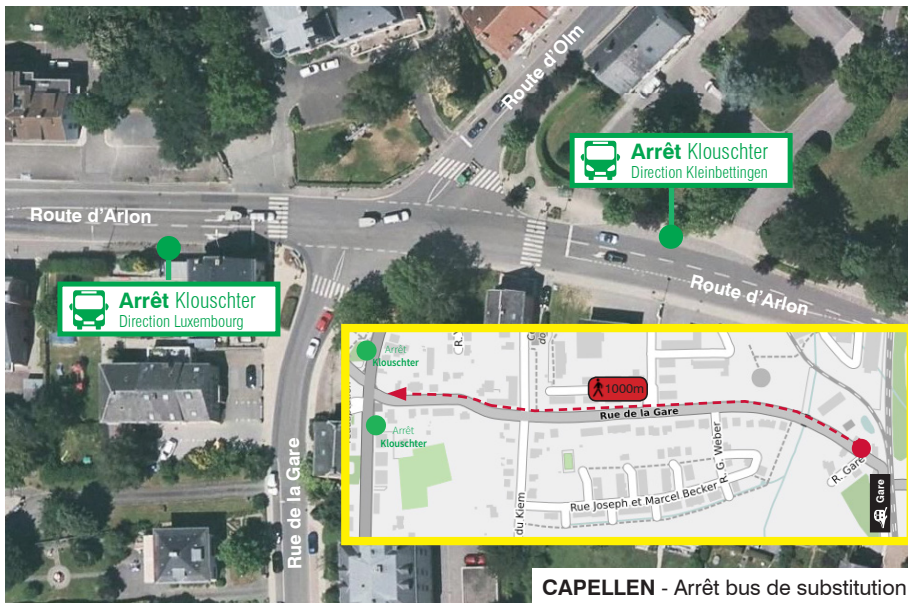 Route d'Olm
Arrêt Klouschter
Direction Kleinbettingen
Route d'Arlon
Route d'Arlon
Arrêt Klouschter
Direction Luxembourg
Rue de la Gare
Arrêt
Klouschter
Arrêt
Klouschter
1000m
Rue de la Gare
R. G. Weber
R. Gare
Rue Joseph et Marcel Becker
du Kiem
Gare
CAPELLEN - Arrêt bus de substitution